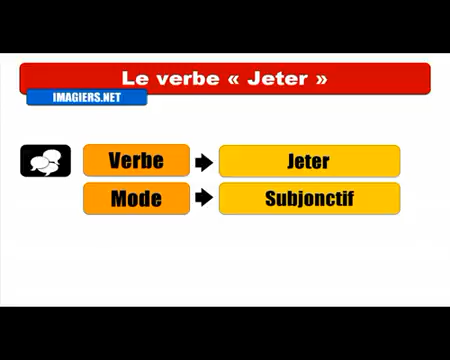 Le verbe « Jeter »
IMAGIERS.NET
Verbe Jeter
Mode Subjonctif